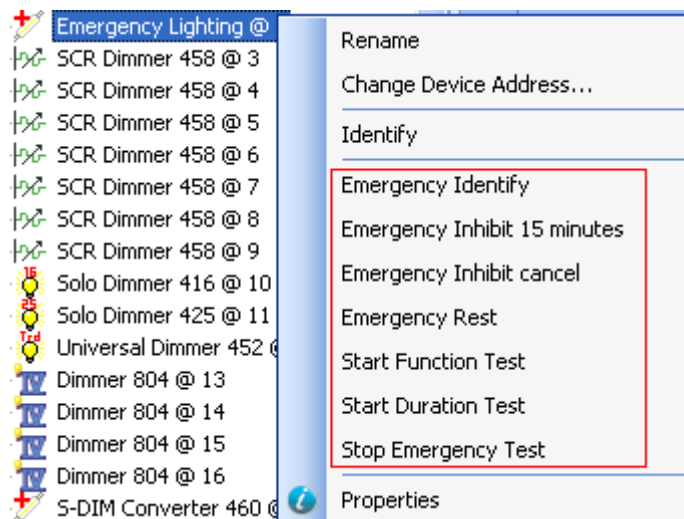 Emergency Lighting @
SCR Dimmer 458 @ 3
SCR Dimmer 458 @ 4
SCR Dimmer 458 @ 5
SCR Dimmer 458 @ 6
SCR Dimmer 458 @ 7
SCR Dimmer 458 @ 8
SCR Dimmer 458 @ 9
16
Solo Dimmer 416 @ 10
25
Solo Dimmer 425 @ 11
Trd
Universal Dimmer 452 @
Dimmer 804 @ 13
Dimmer 804 @ 14
Dimmer 804 @ 15
Dimmer 804 @ 16
S-DIM Converter 460 @
Rename
Change Device Address...
Identify
Emergency Identify
Emergency Inhibit 15 minutes
Emergency Inhibit cancel
Emergency Rest
Start Function Test
Start Duration Test
Stop Emergency Test
Properties